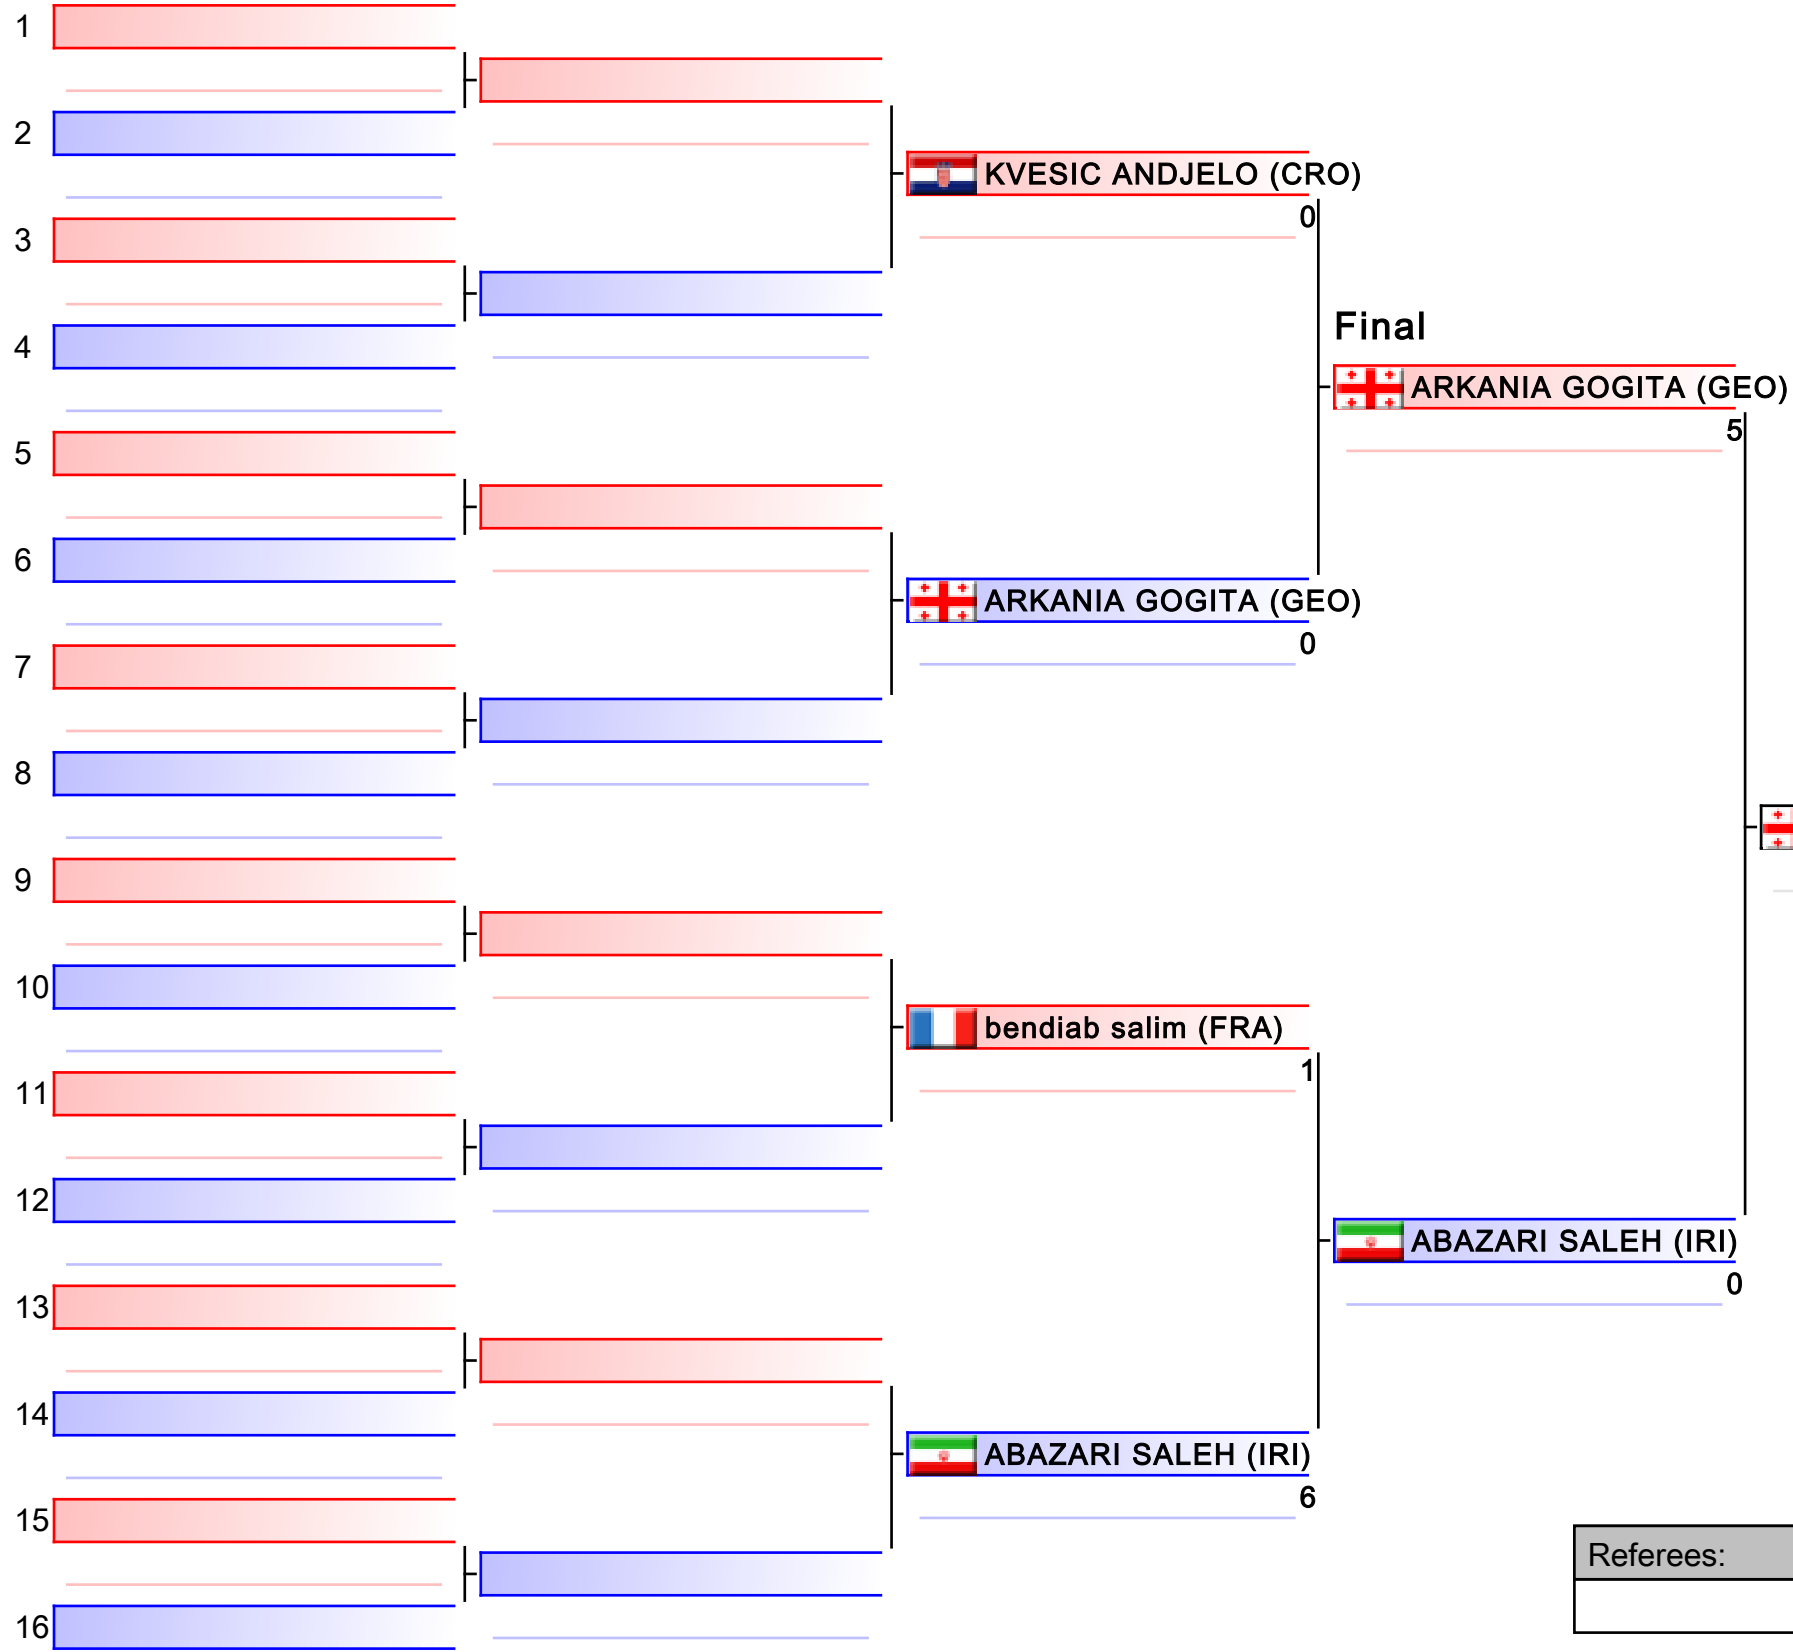 1
2
3
4
5
6
7
8
9
10
11
12
13
14
15
16
KVESIC ANDJELO (CRO)
0
ARKANIA GOGITA (GEO)
0
bendiab salim (FRA)
1
ABAZARI SALEH (IRI)
6
Final
ARKANIA GOGITA (GEO)
5
ABAZARI SALEH (IRI)
0
Referees: